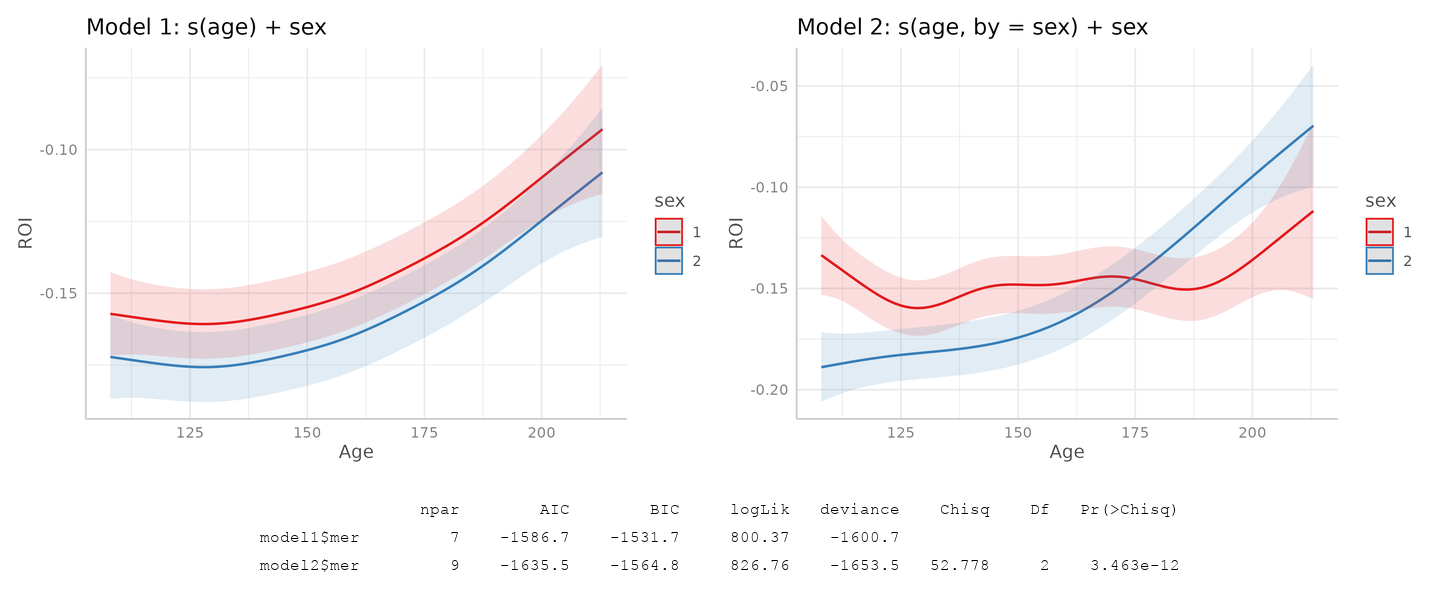 Model 1: s(age) + sex
-0.10
-0.15
ROI
125 150 175 200
Age
sex
1
2
Model 2: s(age, by = sex) + sex
-0.05
-0.10
-0.15
-0.20
ROI
125 150 175 200
Age
sex
1
2
npar AIC BIC logLik deviance Chisq Df Pr(>Chisq)
model1$mer 7 -1586.7 -1531.7 800.37 -1600.7
model2$mer 9 -1635.5 -1564.8 826.76 -1653.5 52.778 2 3.463e-12